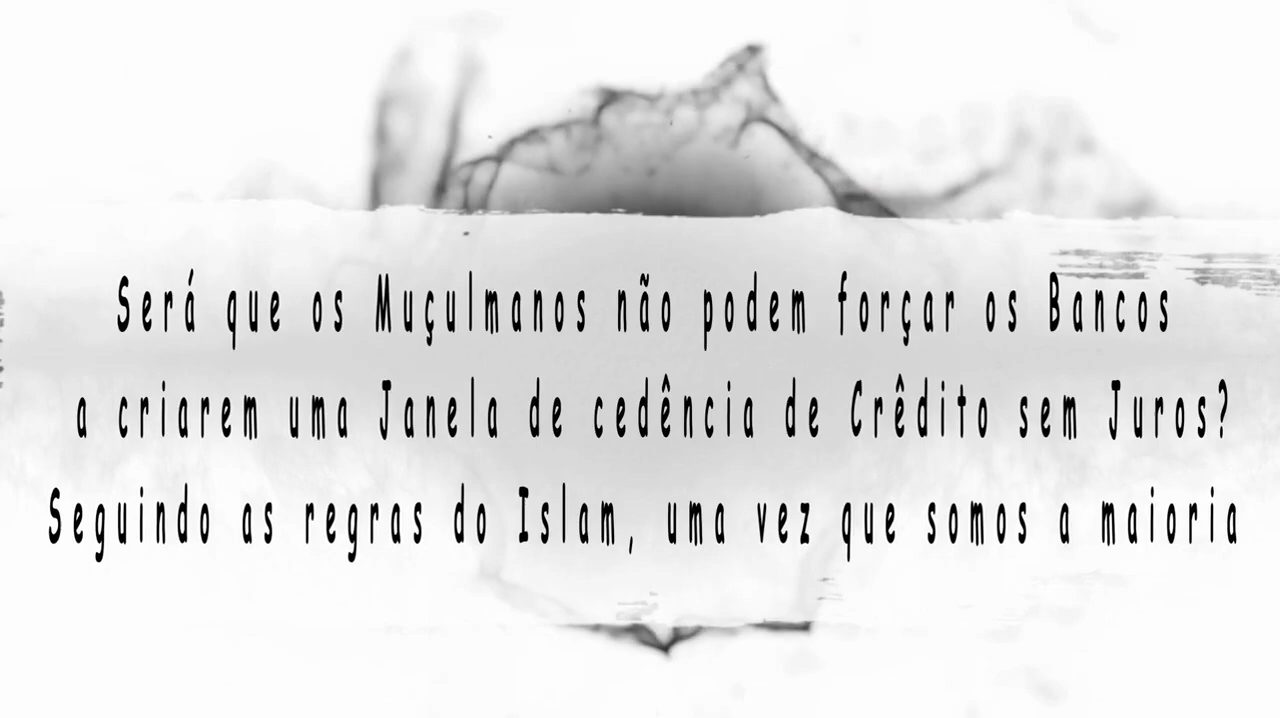 Será que os Muçulmanos não podem forçar os Bancos
a criarem uma Janela de cedência de Crêdito sem Juros?
Seguindo as regras do Islam, uma vez que somos a maioria